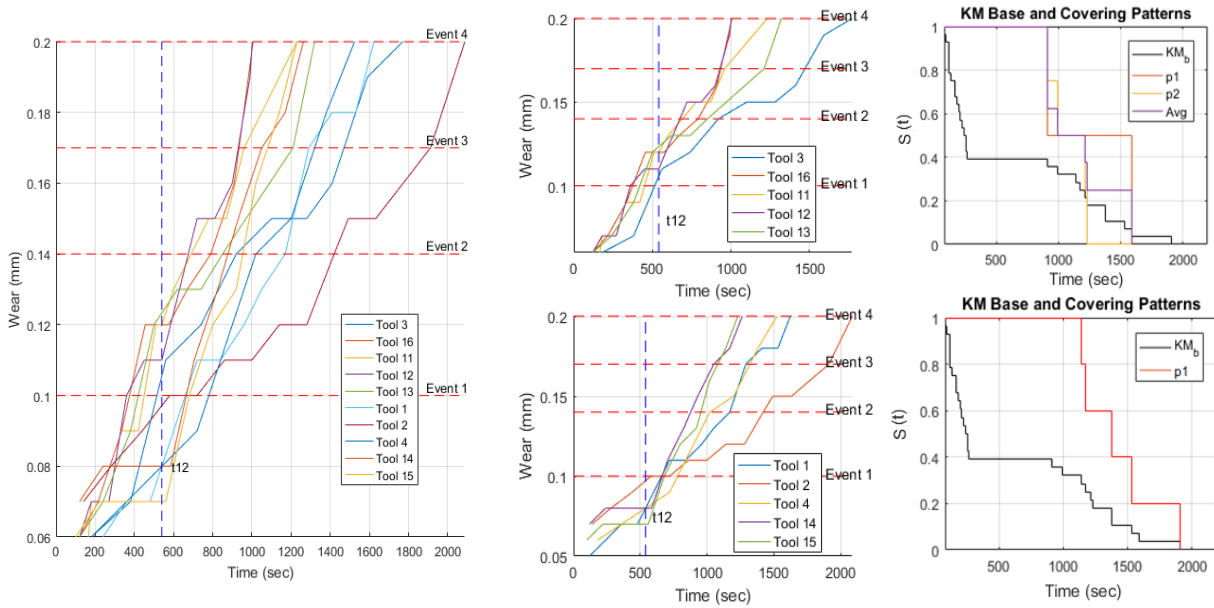 Event 4
0.2
0.18
Event 3
0.16
Wear (mm)
Event 2
0.14
0.12
Event 1
0.1
0.08
t12
0.06
Tool 3
Tool 16
Tool 11
Tool 12
Tool 13
Tool 1
Tool 2
Tool 4
Tool 14
Tool 15
0 200 400 600 800 1000 1200 1400 1600 1800 2000
Time (sec)
0.2
Event 4
Event 3
0.15
Event 2
Wear (mm)
Event 1
0.1
t12
Tool 3
Tool 16
Tool 11
Tool 12
Tool 13
0 500 1000 1500
Time (sec)
KM Base and Covering Patterns
1
0.8
0.6
0.4
0.2
0
S (t)
KMb
p1
p2
Avg
500 1000 1500 2000
Time (sec)
0.2
Event 4
Event 3
0.15
Event 2
Wear (mm)
Event 1
0.1
t12
0.05
Tool 1
Tool 2
Tool 4
Tool 14
Tool 15
0 500 1000 1500 2000
Time (sec)
KM Base and Covering Patterns
1
0.8
0.6
0.4
0.2
0
S (t)
KMb
p1
500 1000 1500 2000
Time (sec)